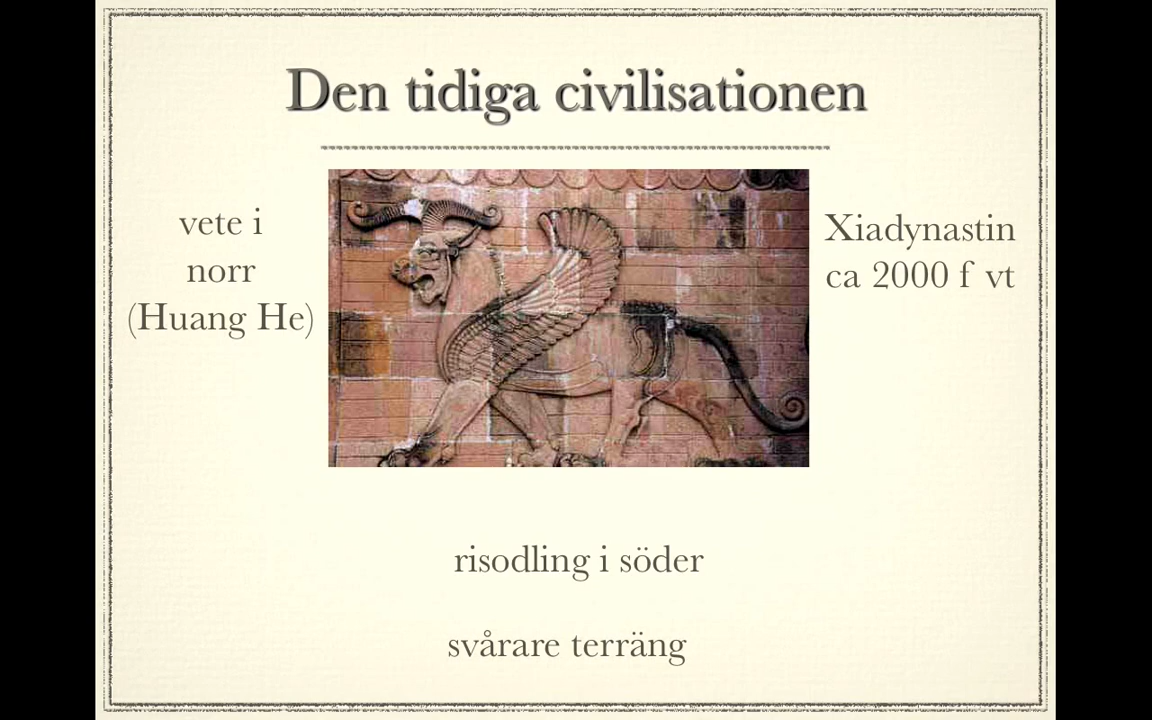 Den tidiga civilisationen
vete i
norr
(Huang He)
Xiadynastin
ca 2000 f vt
risodling i söder
svårare terräng